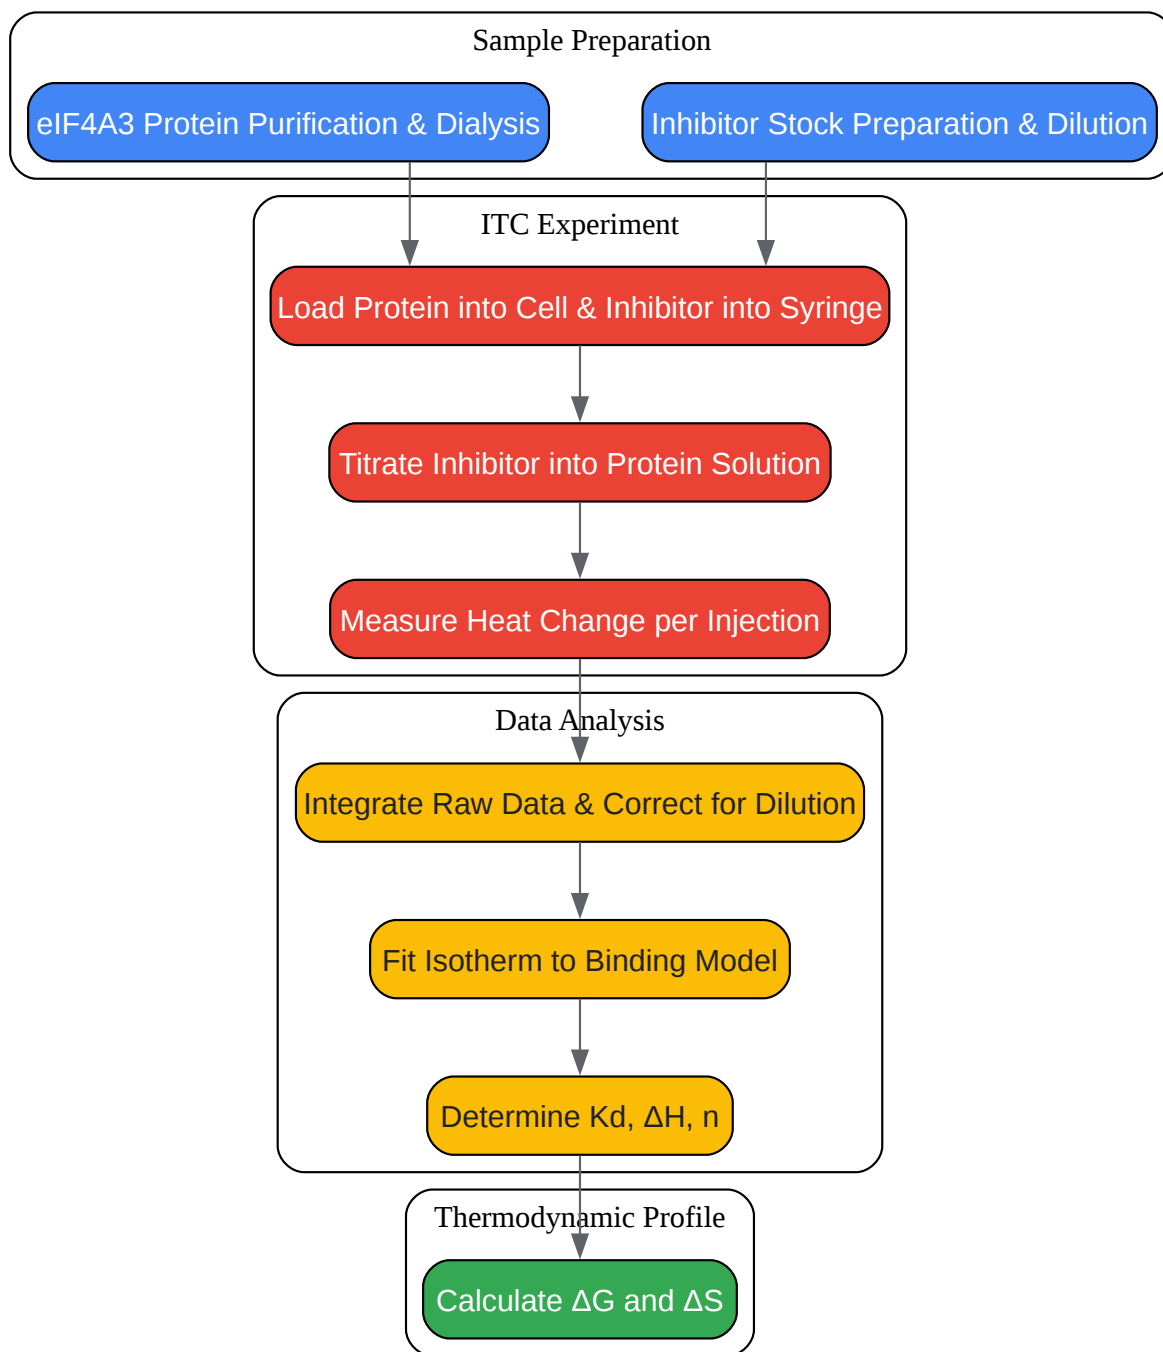 Sample Preparation
eIF4A3 Protein Purification & Dialysis
Inhibitor Stock Preparation & Dilution
ITC Experiment
Load Protein into Cell & Inhibitor into Syringe
Titrate Inhibitor into Protein Solution
Measure Heat Change per Injection
Data Analysis
Integrate Raw Data & Correct for Dilution
Fit Isotherm to Binding Model
Determine Kd, ΔH, n
Thermodynamic Profile
Calculate ΔG and ΔS